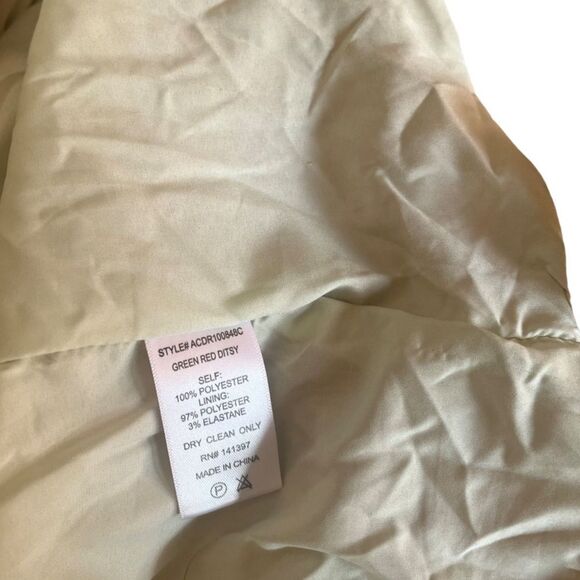 STYLE# ACDR100848C
GREEN RED DITSY
SELF:
100% POLYESTER
LINING:
97% POLYESTER
3% ELASTANE
DRY CLEAN ONLY
RN# 141397
MADE IN CHINA
P